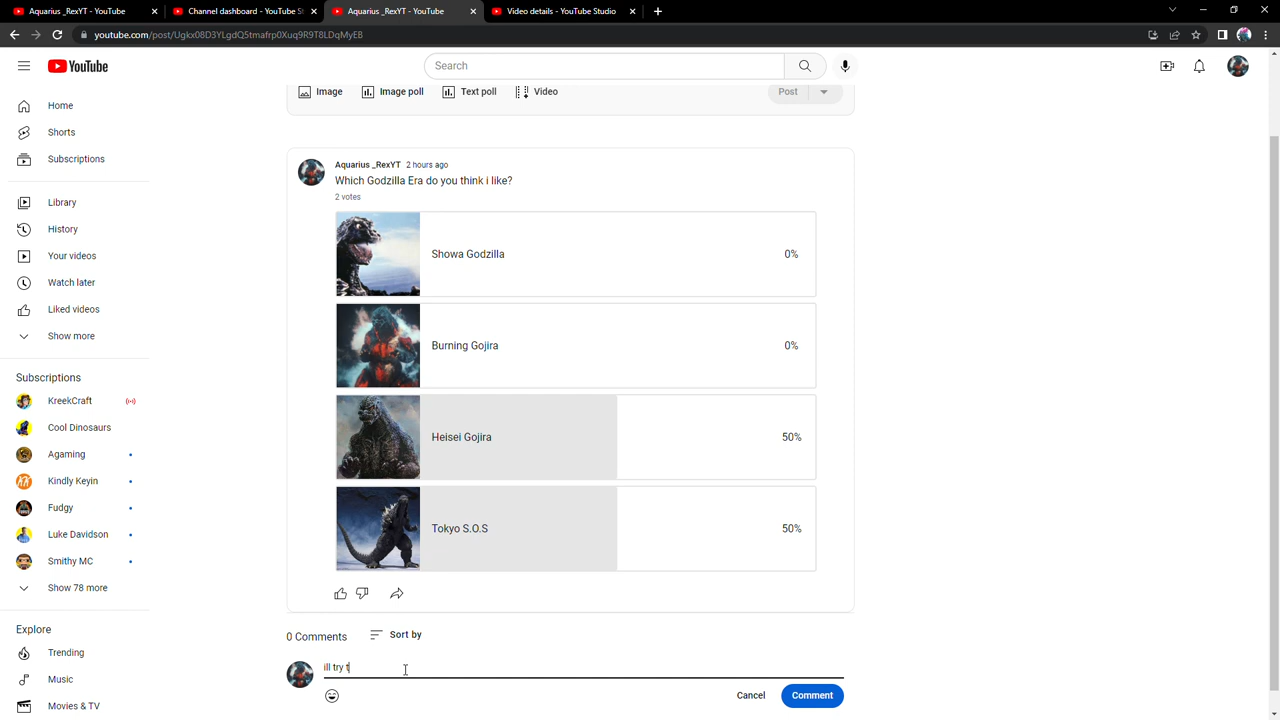 Aquarius _RexYT - YouTube
Channel dashboard - YouTube St
Aquarius _RexYT - YouTube
Video details - YouTube Studio
youtube.com/post/Ugkx08D3YLgdQ5tmafrp0Xuq9R9T8LDqMyEB
YouTube
Search
Home
Shorts
Subscriptions
Library
History
Your videos
Watch later
Liked videos
Show more
Subscriptions
KreekCraft
Cool Dinosaurs
Agaming
Kindly Keyin
Fudgy
Luke Davidson
Smithy MC
Show 78 more
Explore
Trending
Music
Movies & TV
Image
Image poll
Text poll
Video
Post
Aquarius _RexYT 2 hours ago
Which Godzilla Era do you think i like?
2 votes
Showa Godzilla 0%
Burning Gojira 0%
Heisei Gojira 50%
Tokyo S.O.S 50%
0 Comments Sort by
ill try t
Cancel Comment